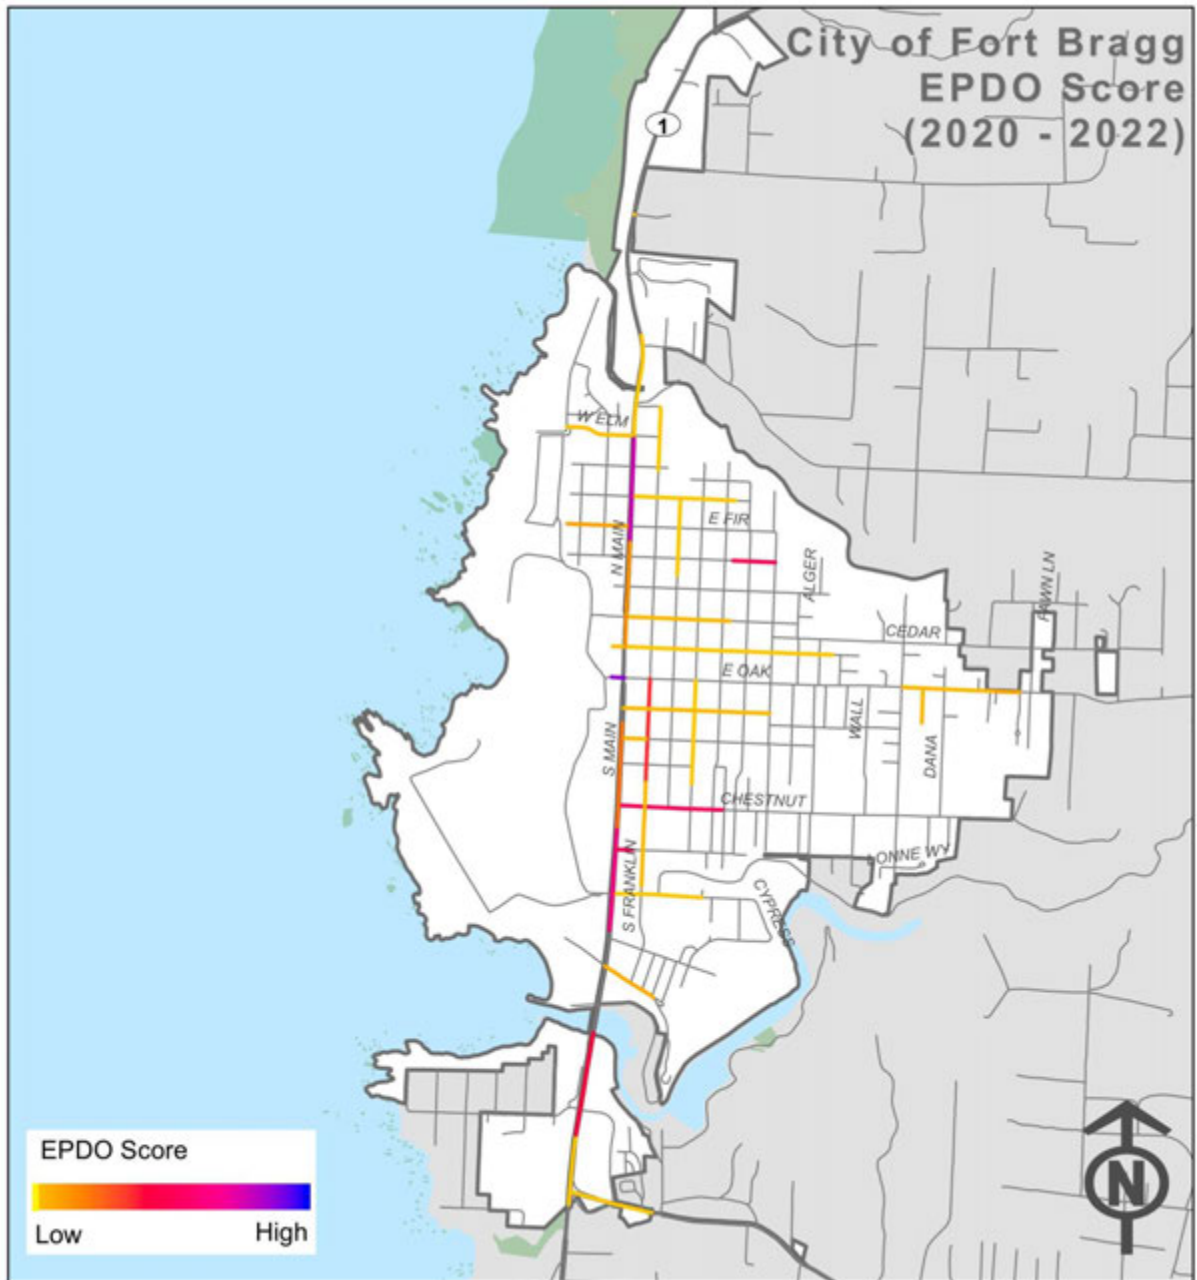 City of Fort Bragg
EPDO Score
(2020 - 2022)
1
W ELM
E FIR
N MAIN
ALGER
FAWN LN
CEDAR
E OAK
WALL
S MAIN
DANA
CHESTNUT
LONNE WY
S FRANKLIN
CYPRESS
EPDO Score
Low High
N